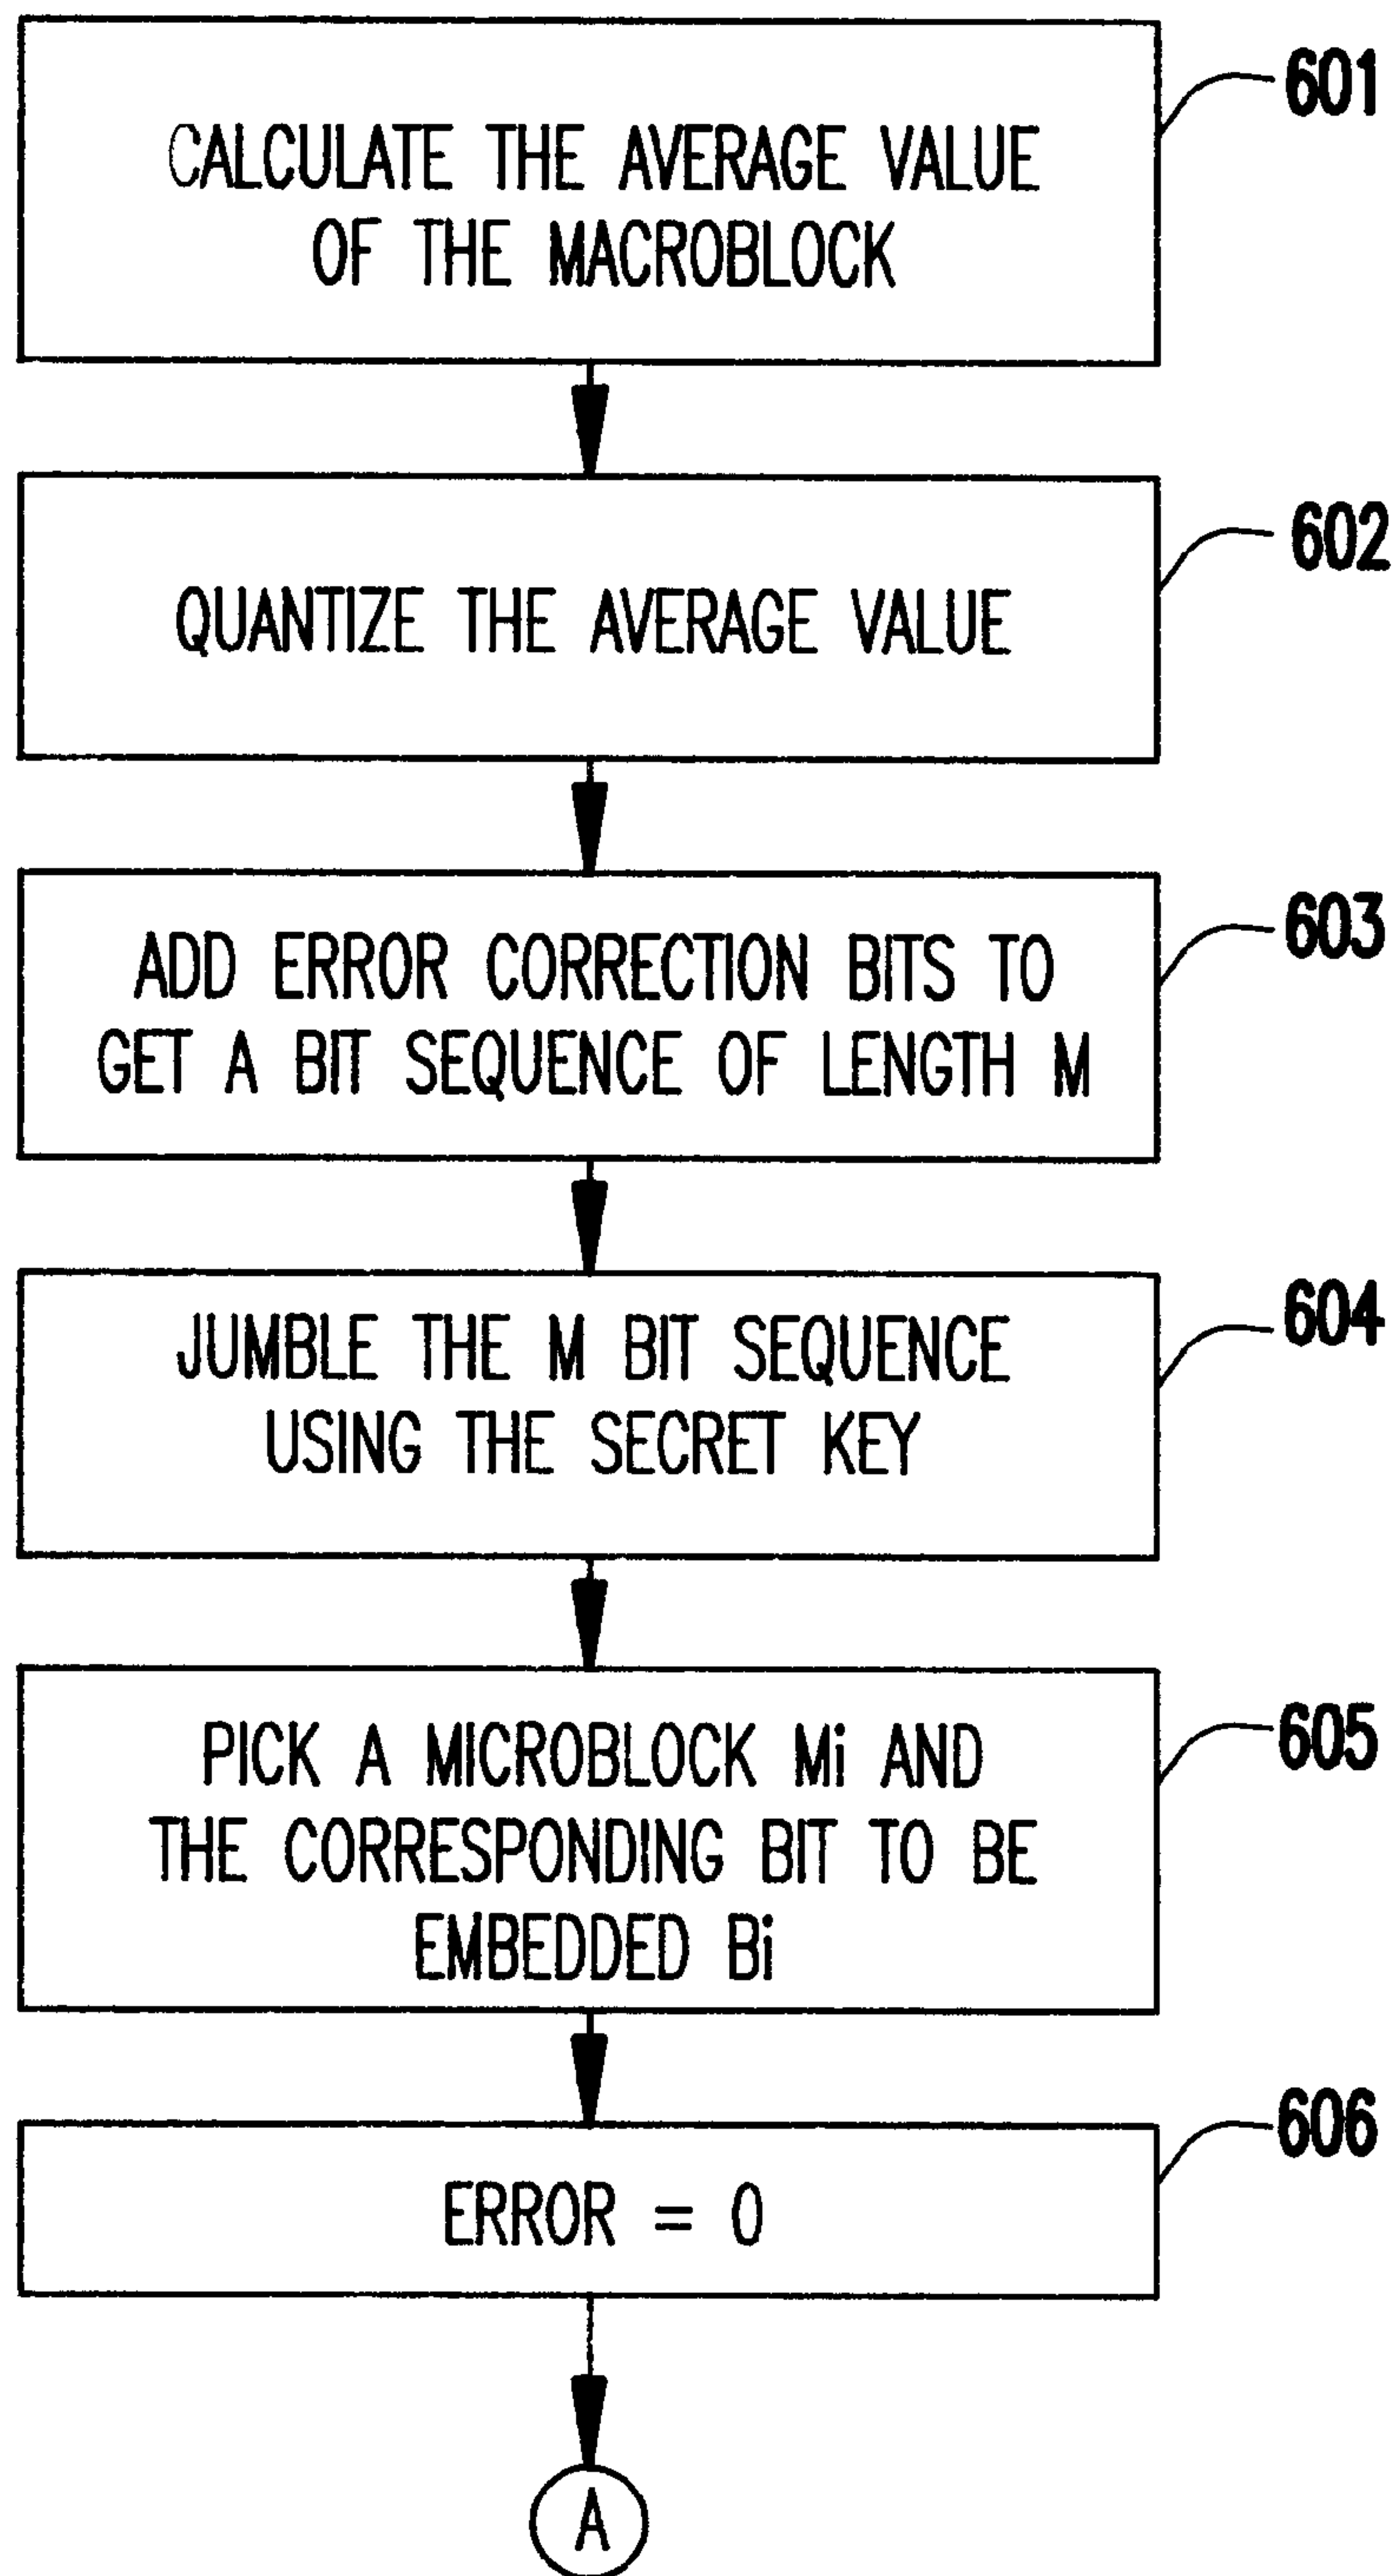 CALCULATE THE AVERAGE VALUE
OF THE MACROBLOCK
601
QUANTIZE THE AVERAGE VALUE
602
ADD ERROR CORRECTION BITS TO
GET A BIT SEQUENCE OF LENGTH M
603
JUMBLE THE M BIT SEQUENCE
USING THE SECRET KEY
604
PICK A MICROBLOCK Mi AND
THE CORRESPONDING BIT TO BE
EMBEDDED Bi
605
ERROR = 0
606
A